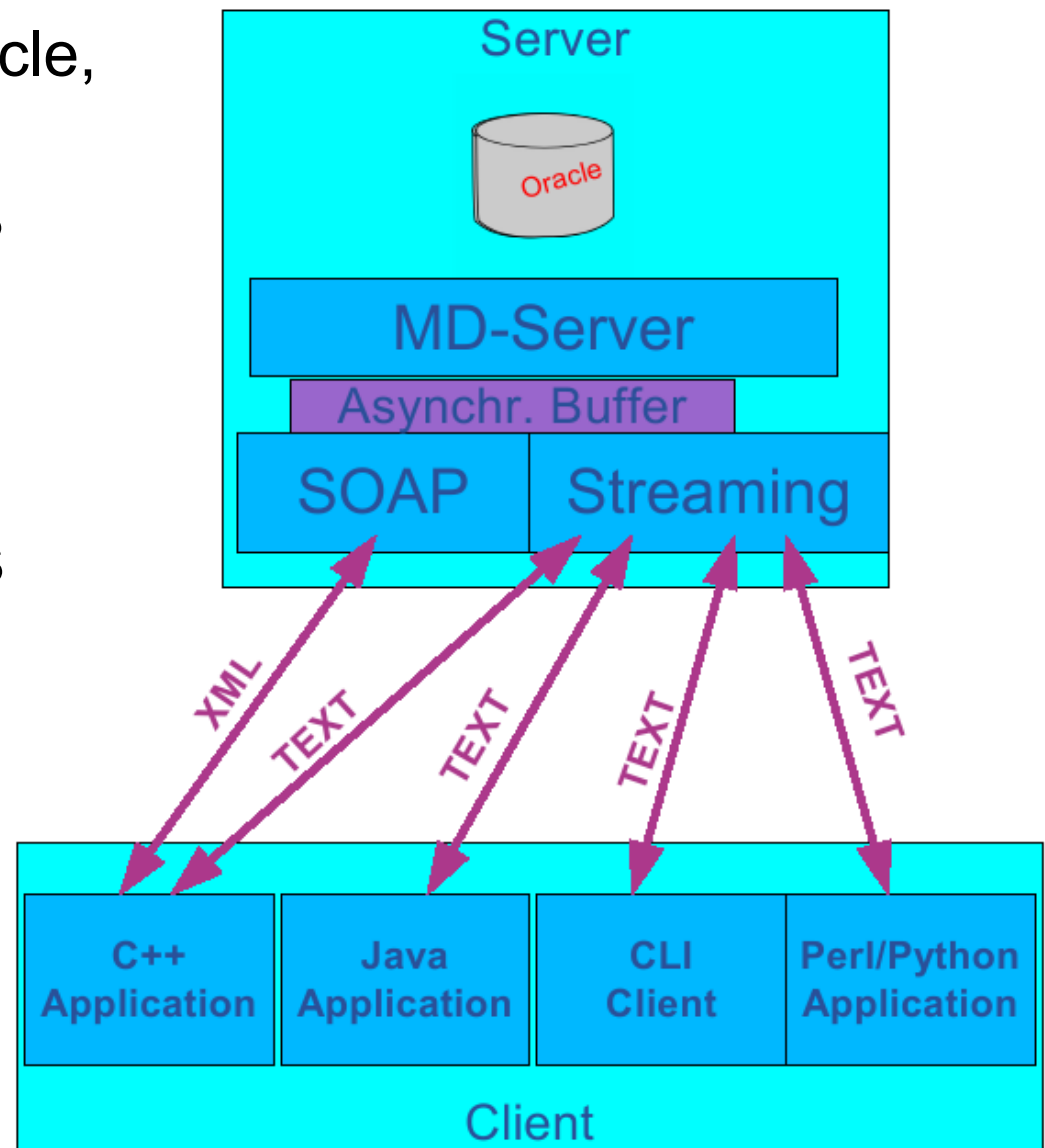 cle,
s
Server
Oracle
MD-Server
Asynchr. Buffer
SOAP
Streaming
XML
TEXT
TEXT
TEXT
TEXT
C++
Application
Java
Application
CLI
Client
Perl/Python
Application
Client